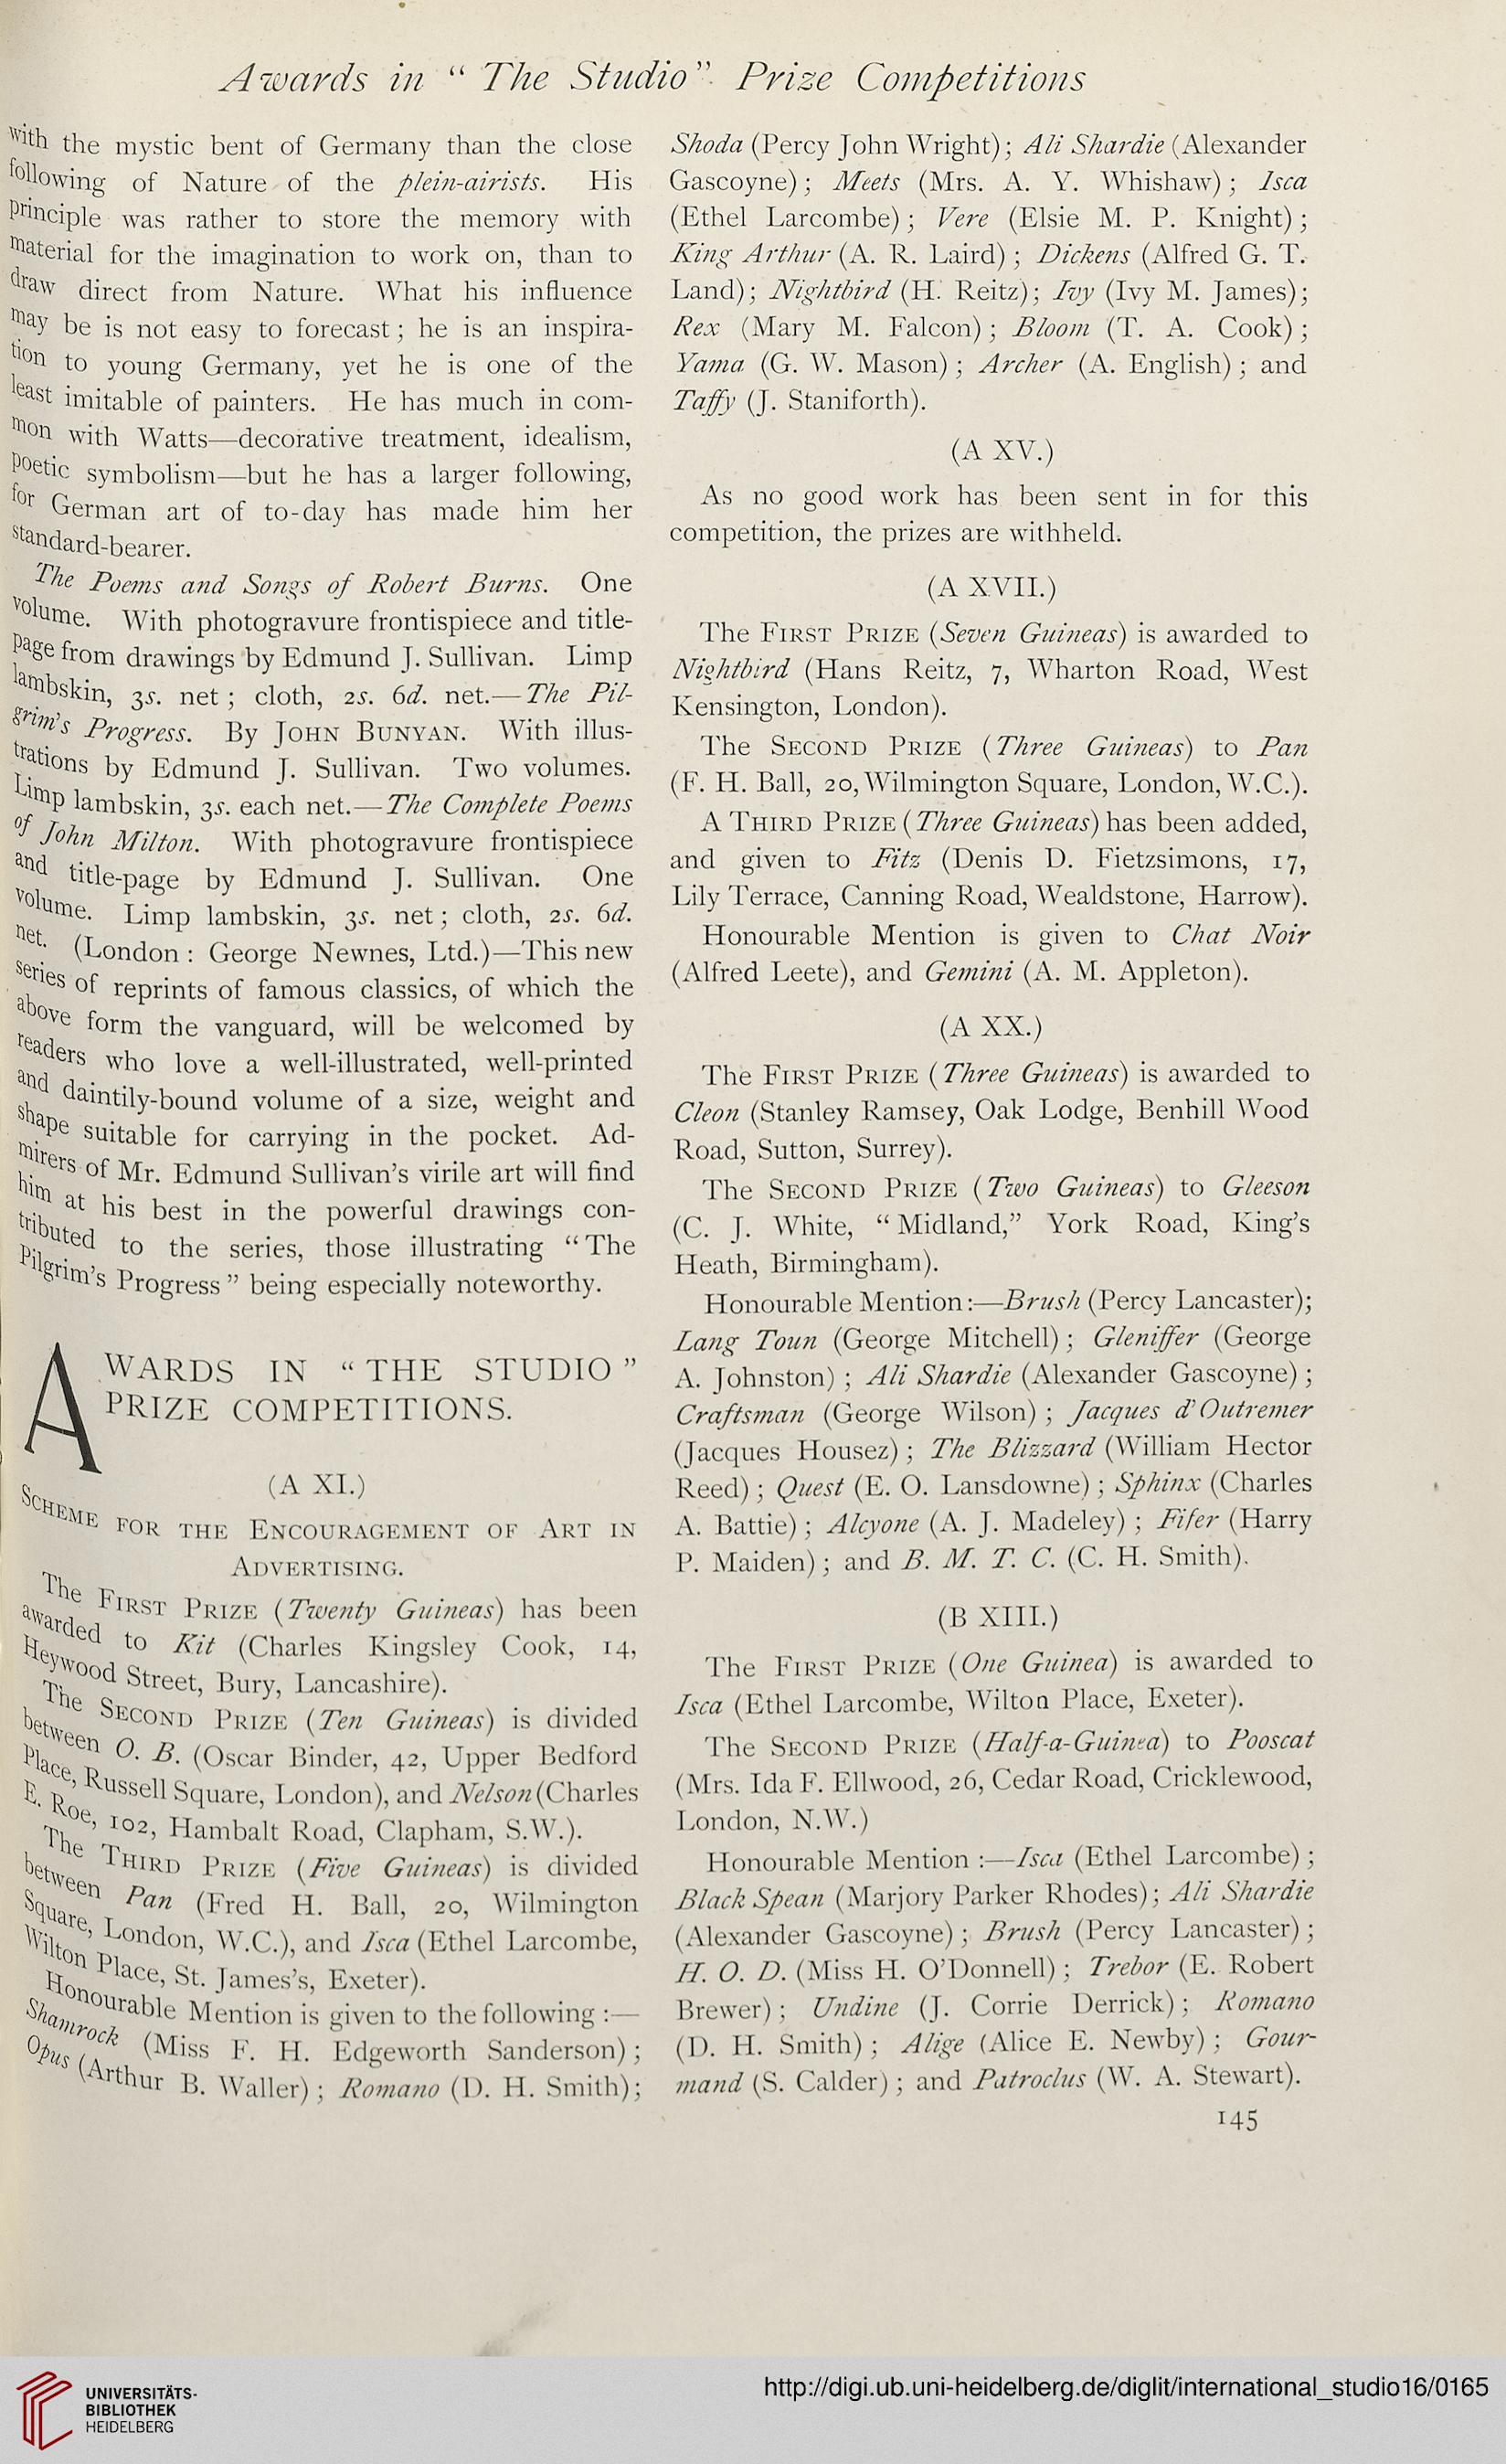 Awards in "The Studio" Prize Competitions
with the mystic bent of Germany than the close
following of Nature of the plein-airists. His
principle was rather to store the memory with
material for the imagination to work on, than to
draw direct from Nature. What his influence
may be is not easy to forecast; he is an inspira-
tion to young Germany, yet he is one of the
least imitable of painters. He has much in com-
mon with Watts—decorative treatment, idealism,
poetic symbolism—but he has a larger following,
for German art of to-day has made him her
standard-bearer.
The Poems and Songs of Robert Burns. One
volume. With photogravure frontispiece and title-
page from drawings by Edmund J. Sullivan. Limp
lambskin, 3s. net; cloth, 2s. 6d. net.—The Pil-
grim's Progress. By JOHN BUNYAN. With illus-
trations by Edmund J. Sullivan. Two volumes.
Limp lambskin, 3s. each net.—The Complete Poems
of John Milton. With photogravure frontispiece
and title-page by Edmund J. Sullivan. One
volume. Limp lambskin, 3s. net; cloth, 2s. 6d.
net. (London: George Newnes, Ltd.)—This new
series of reprints of famous classics, of which the
above form the vanguard, will be welcomed by
readers who love a well-illustrated, well-printed
and daintily-bound volume of a size, weight and
shape suitable for carrying in the pocket. Ad-
mirers of Mr. Edmund Sullivan's virile art will find
him at his best in the powerful drawings con-
tributed to the series, those illustrating "The
Pilgrim's Progress" being especially noteworthy.
AWARDS IN "THE STUDIO"
PRIZE COMPETITIONS.
(A XI.)
SCHEME FOR THE ENCOURAGEMENT OF ART IN
ADVERTISING.
The FIRST PRIZE (Twenty Guineas) has been
awarded to Kit (Charles Kingsley Cook, 14,
Heywood Street, Bury, Lancashire).
The SECOND PRIZE (Ten Guineas) is divided
between O. B. (Oscar Binder, 42, Upper Bedford
Place, Russell Square, London), and Nelson (Charles
E. Roe, 102, Hambalt Road, Clapham, S.W.).
The THIRD PRIZE (Five Guineas) is divided
between Pan (Fred H. Ball, 20, Wilmington
Square, London, W.C.), and Isca (Ethel Larcombe,
Wilton Place, St. James's, Exeter).
Honourable Mention is given to the following:—
Shamrock (Miss F. H. Edgeworth Sanderson);
Opus (Arthur B. Waller); Romano (D. H. Smith);
Shoda (Percy John Wright); Ali Shardie (Alexander
Gascoyne); Meets (Mrs. A. Y. Whishaw); Isca
(Ethel Larcombe); Vere (Elsie M. P. Knight);
King Arthur (A. R. Laird); Dickens (Alfred G. T.
Land); Nightbird (H. Reitz); Ivy (Ivy M. James);
Rex (Mary M. Falcon); Bloom (T. A. Cook);
Yama (G. W. Mason); Archer (A. English); and
Taffy (J. Staniforth).
(A XV.)
As no good work has been sent in for this
competition, the prizes are withheld.
(A XVII.)
The FIRST PRIZE (Seven Guineas) is awarded to
Nightbird (Hans Reitz, 7, Wharton Road, West
Kensington, London).
The SECOND PRIZE (Three Guineas) to Pan
(F. H. Ball, 20, Wilmington Square, London, W.C.).
A THIRD PRIZE (Three Guineas) has been added,
and given to Fitz (Denis D. Fietzsimons, 17,
Lily Terrace, Canning Road, Wealdstone, Harrow).
Honourable Mention is given to Chat Noir
(Alfred Leete), and Gemini (A. M. Appleton).
(A XX.)
The FIRST PRIZE (Three Guineas) is awarded to
Cleon (Stanley Ramsey, Oak Lodge, Benhill Wood
Road, Sutton, Surrey).
The SECOND PRIZE (Two Guineas) to Gleeson
(C. J. White, "Midland," York Road, King's
Heath, Birmingham).
Honourable Mention:—Brush (Percy Lancaster);
Lang Toun (George Mitchell); Gleniffer (George
A. Johnston); Ali Shardie (Alexander Gascoyne);
Craftsman (George Wilson); Jacques d'Outremer
(Jacques Housez); The Blizzard (William Hector
Reed); Quest (E. O. Lansdowne); Sphinx (Charles
A. Battie); Alcyone (A. J. Madeley); Fifer (Harry
P. Maiden); and B. M. T. C. (C. H. Smith).
(B XIII.)
The FIRST PRIZE (One Guinea) is awarded to
Isca (Ethel Larcombe, Wilton Place, Exeter).
The SECOND PRIZE (Half-a-Guinea) to Pooscat
(Mrs. Ida F. Ellwood, 26, Cedar Road, Cricklewood,
London, N.W.)
Honourable Mention:—Isca (Ethel Larcombe);
Black Spean (Marjory Parker Rhodes); Ali Shardie
(Alexander Gascoyne); Brush (Percy Lancaster);
H. O. D. (Miss H. O'Donnell); Trebor (E. Robert
Brewer); Undine (J. Corrie Derrick); Romano
(D. H. Smith); Alige (Alice E. Newby); Gour-
mand (S. Calder); and Patroclus (W. A. Stewart).
145
UNIVERSITÄTS-
BIBLIOTHEK
HEIDELBERG
http://digi.ub.uni-heidelberg.de/diglit/international_studio16/0165